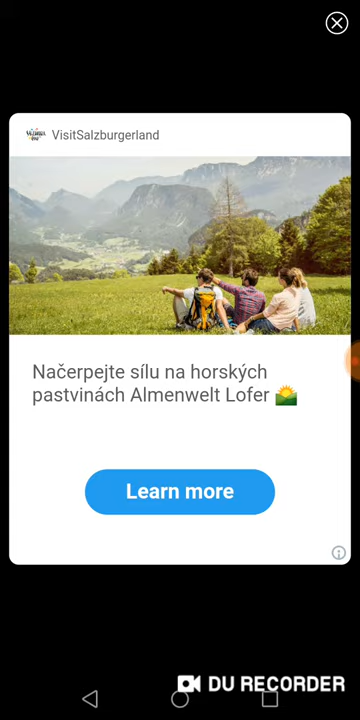 VisitSalzburgerland
Načerpejte sílu na horských
pastvinách Almenwelt Lofer
Learn more
DU RECORDER